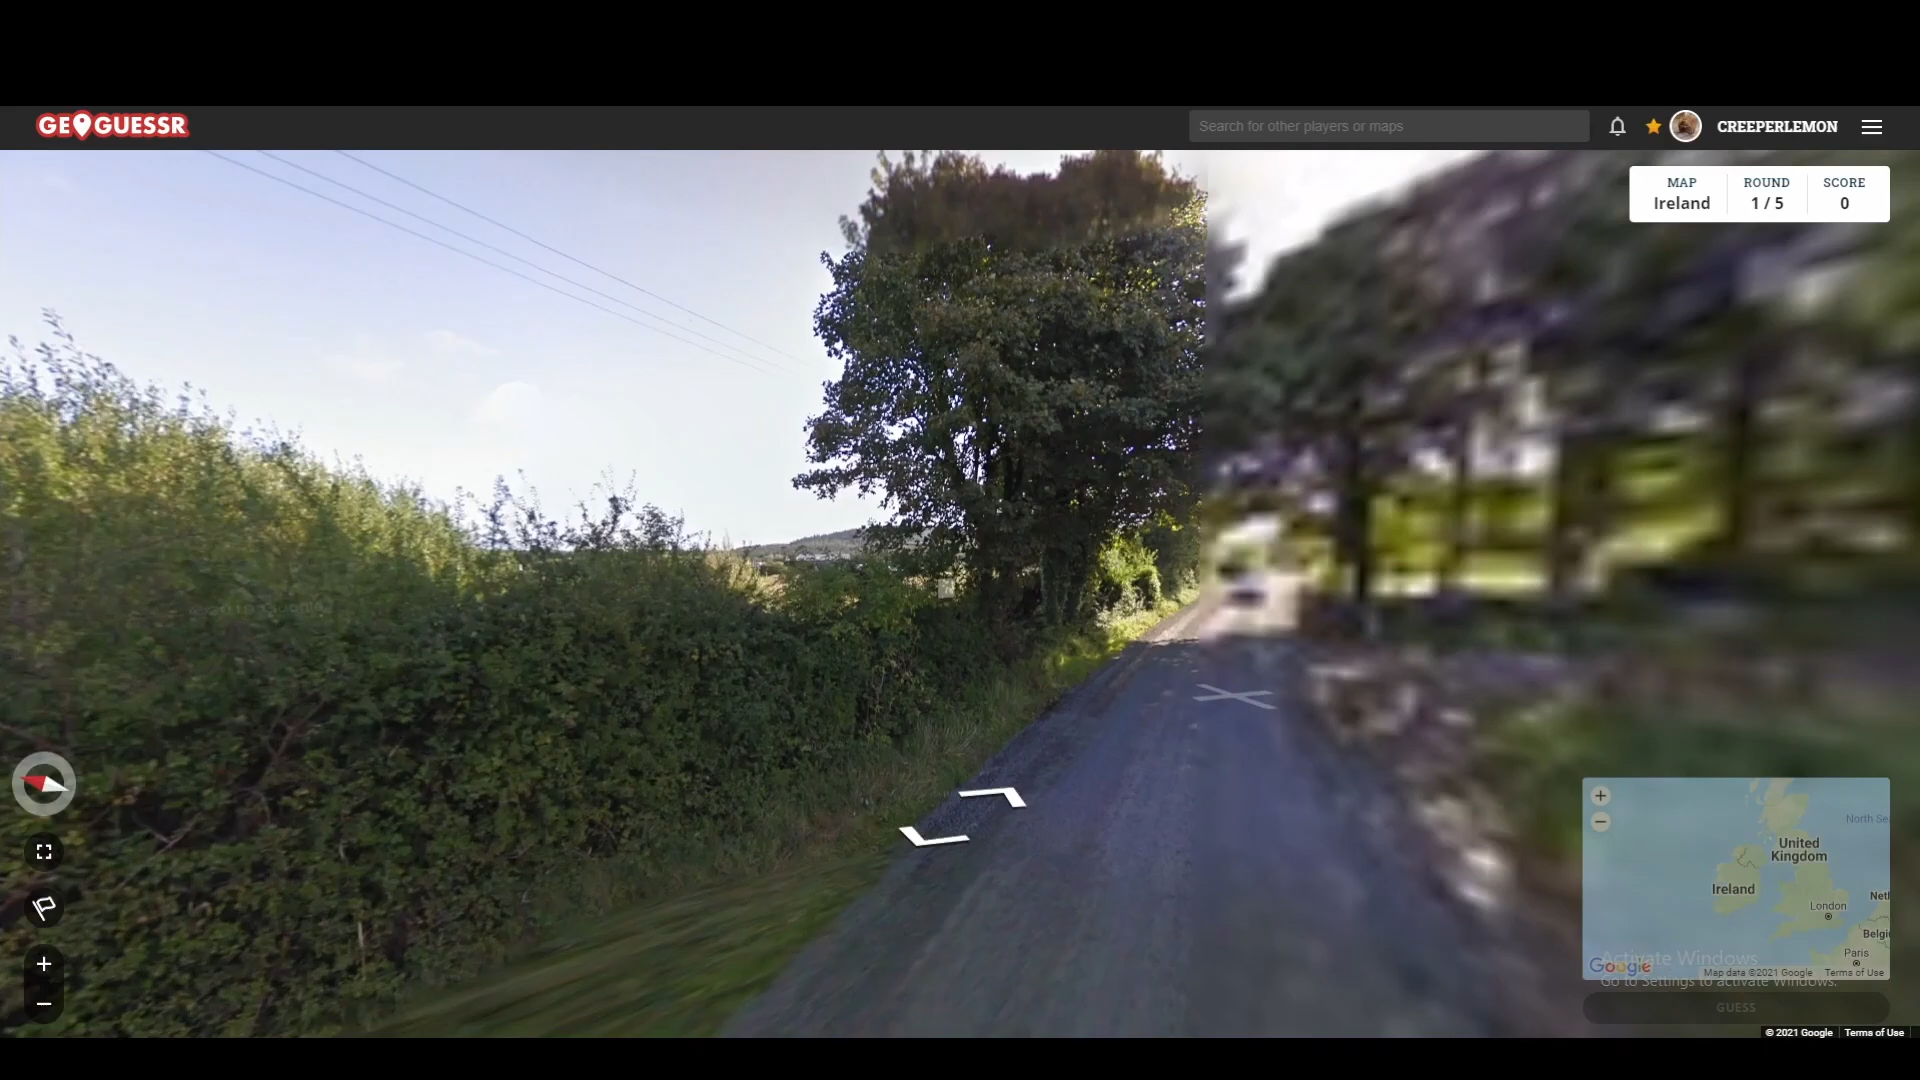 GEOGUESSR
Search for other players or maps
CREEPERLEMON
MAP
Ireland
ROUND
1 / 5
SCORE
0
North Se
United
Kingdom
Ireland
London
Neth
Belgi
Paris
Google
Map data ©2021 Google
Terms of Use
Activate Windows
Go to Settings to activate Windows.
GUESS
© 2021 Google
Terms of Use